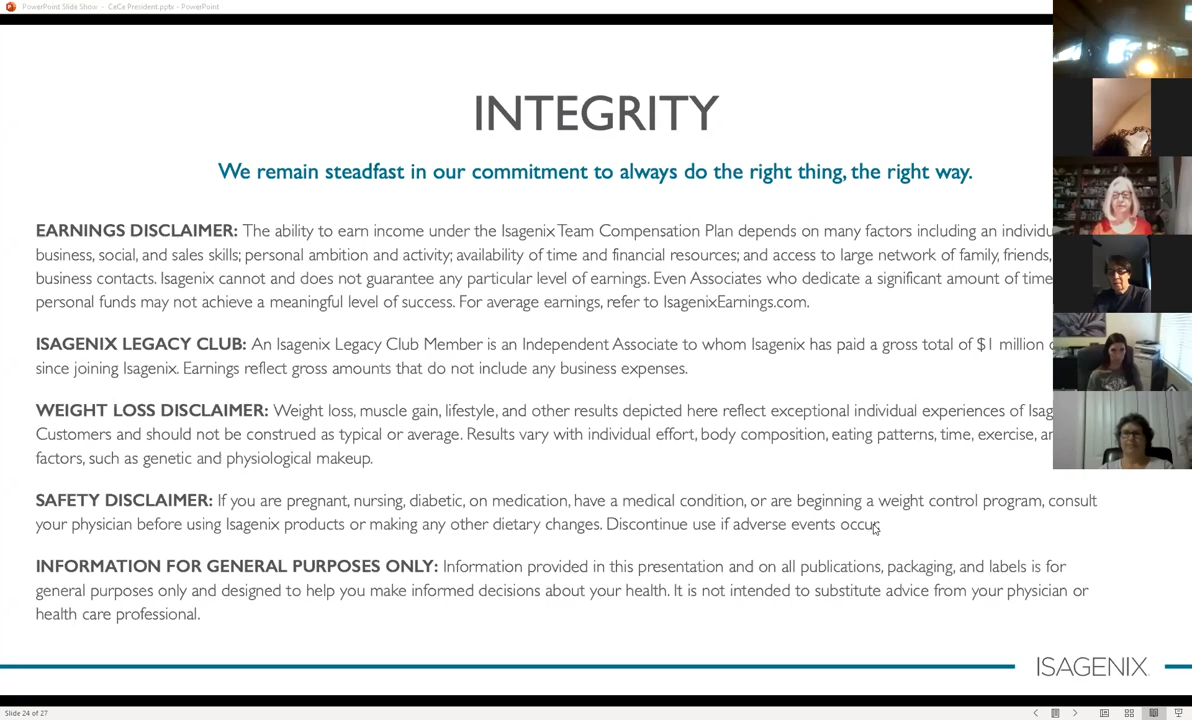 PowerPoint Slide Show - CeCe President.pptx - PowerPoint
INTEGRITY
We remain steadfast in our commitment to always do the right thing, the right way.
EARNINGS DISCLAIMER: The ability to earn income under the Isagenix Team Compensation Plan depends on many factors including an
business, social, and sales skills; personal ambition and activity; availability of time and financial resources; and access to large network of family, friends,
business contacts. Isagenix cannot and does not guarantee any particular level of earnings. Even Associates who dedicate a significant amount of time
personal funds may not achieve a meaningful level of success. For average earnings, refer to IsagenixEarnings.com.
ISAGENIX LEGACY CLUB: An Isagenix Legacy Club Member is an Independent Associate to whom Isagenix has paid a gross total of $1 million
since joining Isagenix. Earnings reflect gross amounts that do not include any business expenses.
WEIGHT LOSS DISCLAIMER: Weight loss, muscle gain, lifestyle, and other results depicted here reflect exceptional individual experiences of
Customers and should not be construed as typical or average. Results vary with individual effort, body composition, eating patterns, time, exercise,
factors, such as genetic and physiological makeup.
SAFETY DISCLAIMER: If you are pregnant, nursing, diabetic, on medication, have a medical condition, or are beginning a weight control program, consult
your physician before using Isagenix products or making any other dietary changes. Discontinue use if adverse events occur.
INFORMATION FOR GENERAL PURPOSES ONLY: Information provided in this presentation and on all publications, packaging, and labels is for
general purposes only and designed to help you make informed decisions about your health. It is not intended to substitute advice from your physician or
health care professional.
ISAGENIX
Slide 24 of 27